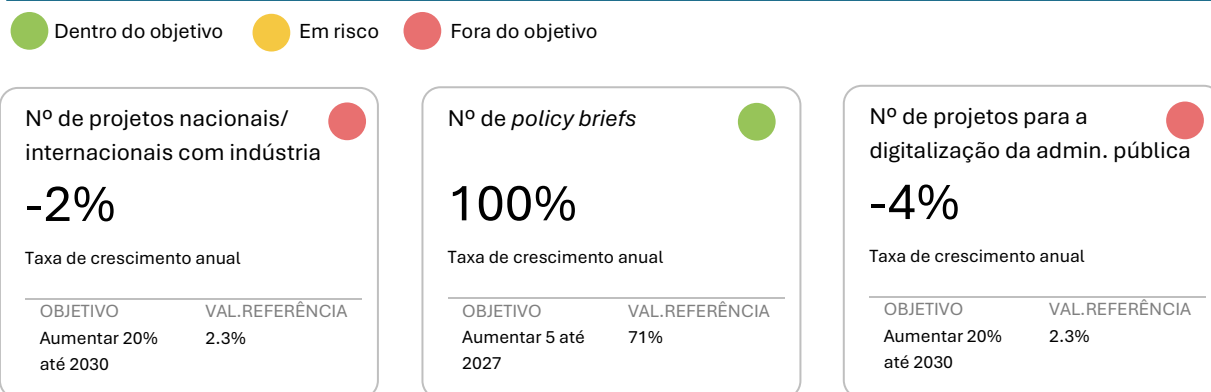 Dentro do objetivo
Em risco
Fora do objetivo
Nº de projetos nacionais/
internacionais com indústria
-2%
Taxa de crescimento anual
OBJETIVO
VAL.REFERÊNCIA
Aumentar 20%
até 2030
2.3%
Nº de policy briefs
100%
Taxa de crescimento anual
OBJETIVO
VAL.REFERÊNCIA
Aumentar 5 até
2027
71%
Nº de projetos para a
digitalização da admin. pública
-4%
Taxa de crescimento anual
OBJETIVO
VAL.REFERÊNCIA
Aumentar 20%
até 2030
2.3%